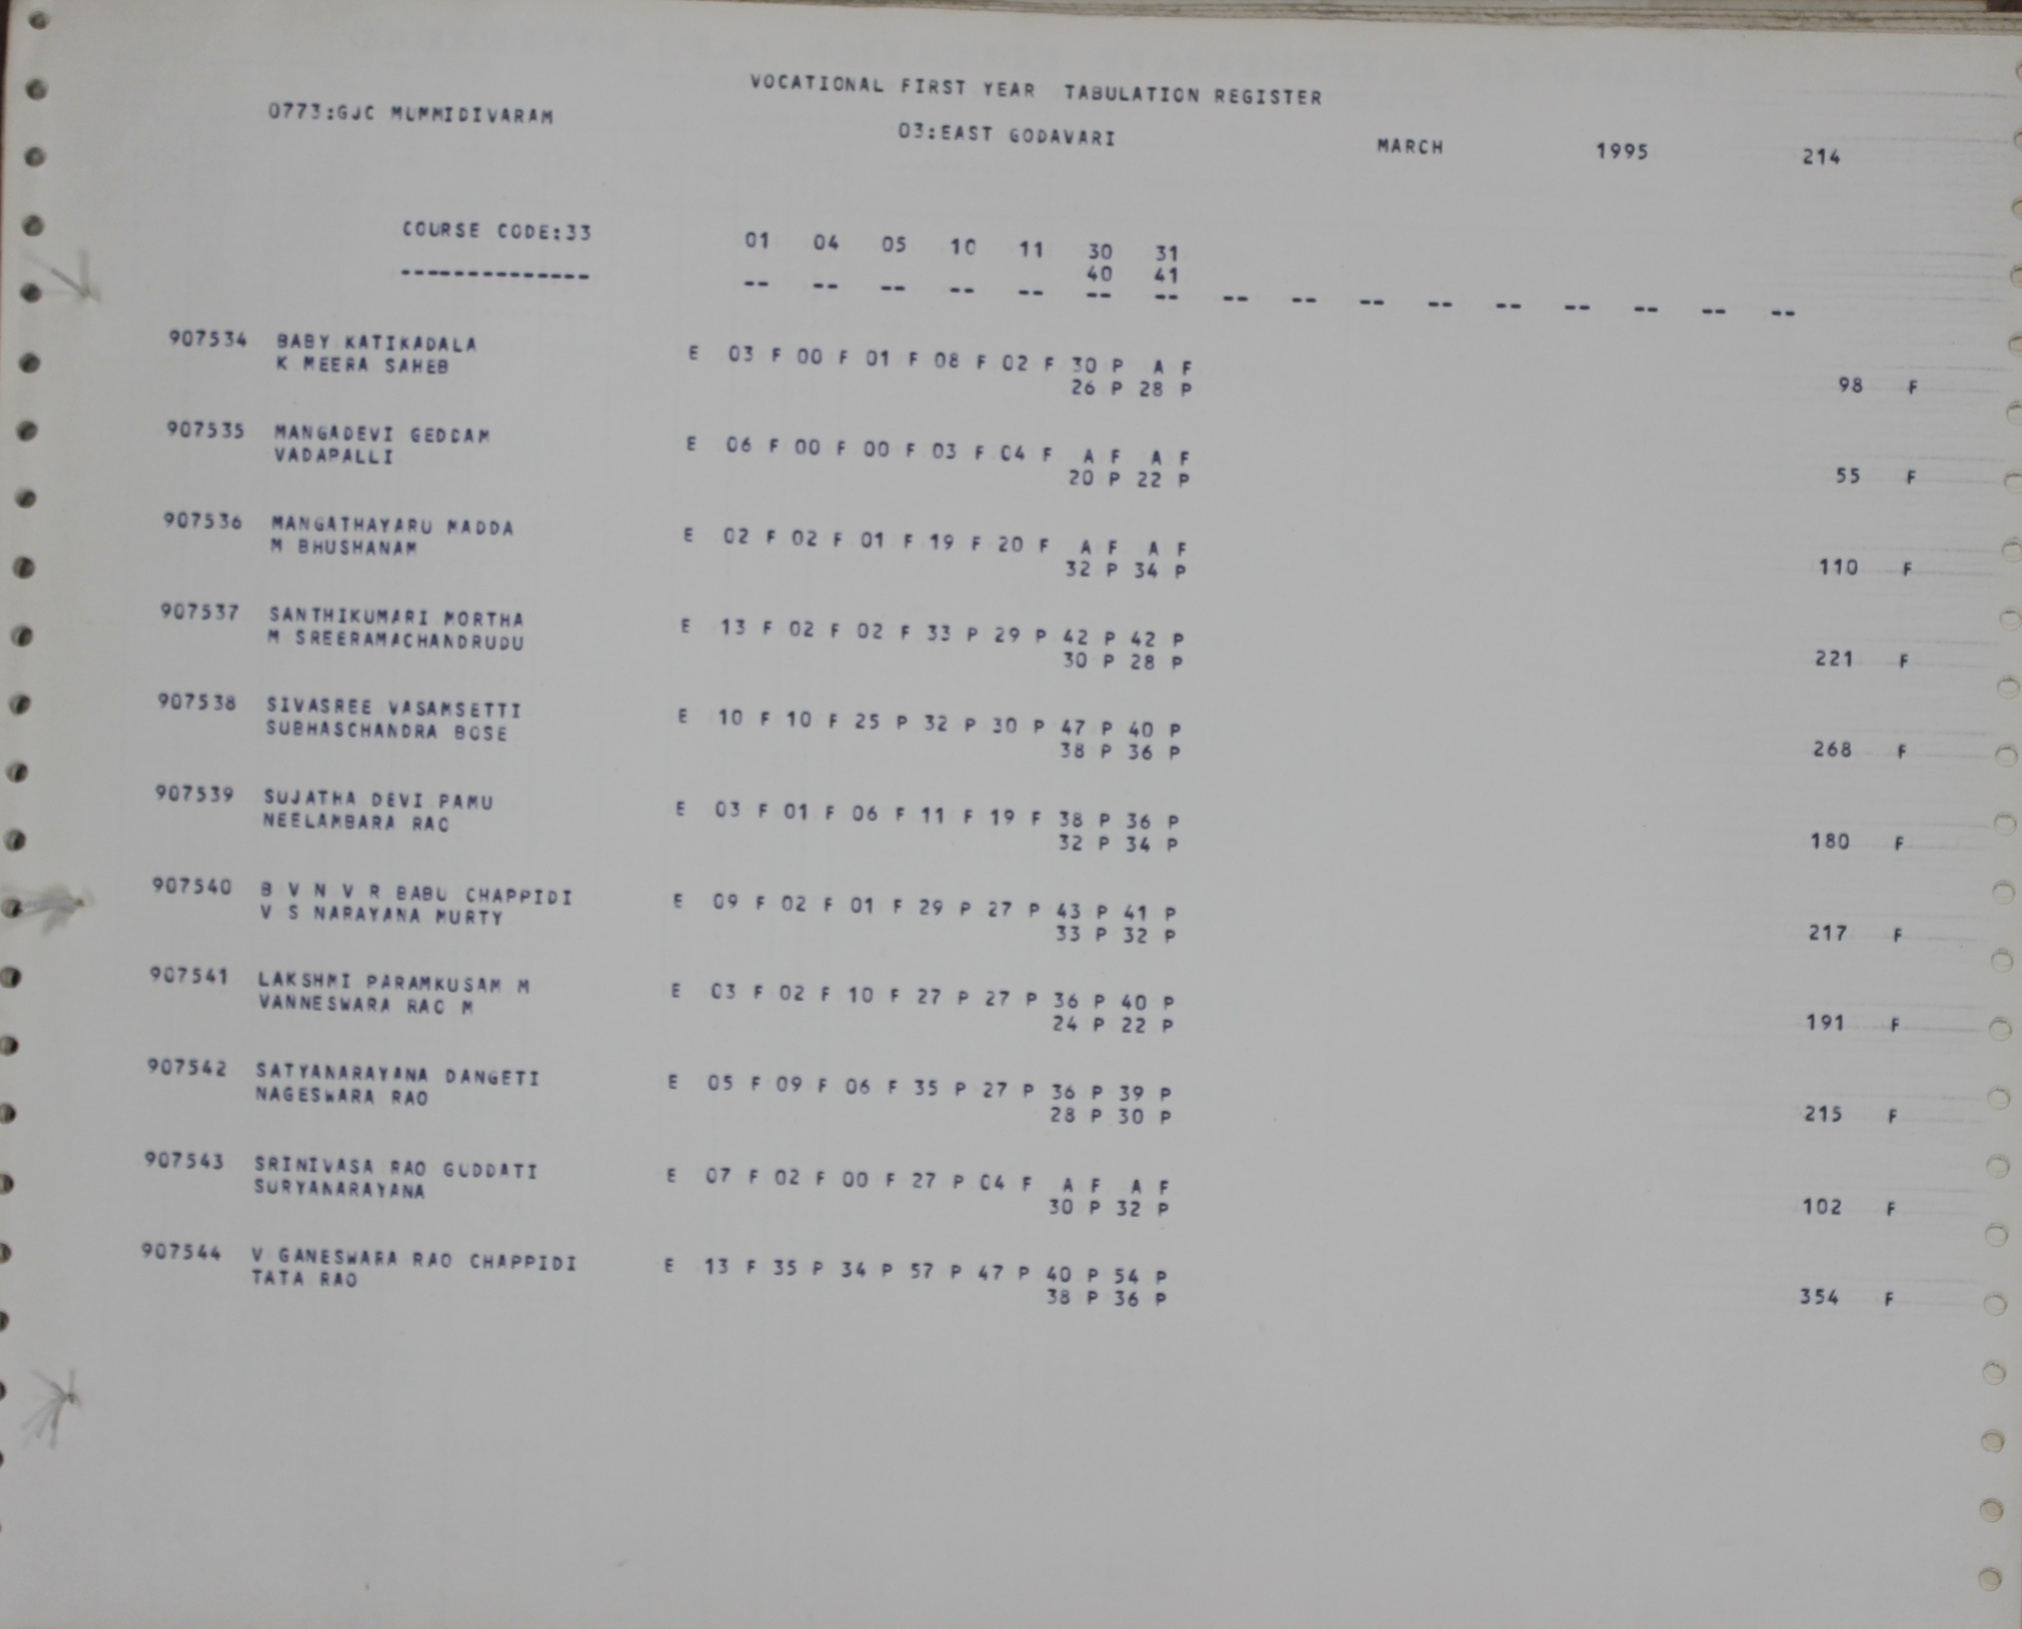 VOCATIONAL FIRST YEAR TABULATION REGISTER
0773:GJC MUMMIDIVARAM 03:EAST GODAVARI MARCH 1995 214
COURSE CODE:33 01 04 05 10 11 30 31
40 41
-------------- -- -- -- -- -- -- -- -- -- -- -- -- -- -- -- --
907534 BABY KATIKADALA E 03 F 00 F 01 F 08 F 02 F 30 P A F
K MEERA SAHEB 26 P 28 P 98 F
907535 MANGADEVI GEDDAM E 06 F 00 F 00 F 03 F 04 F A F A F
VADAPALLI 20 P 22 P 55 F
907536 MANGATHAYARU MADDA E 02 F 02 F 01 F 19 F 20 F A F A F
M BHUSHANAM 32 P 34 P 110 F
907537 SANTHIKUMARI MORTHA E 13 F 02 F 02 F 33 P 29 P 42 P 42 P
M SREERAMACHANDRUDU 30 P 28 P 221 F
907538 SIVASREE VASAMSETTI E 10 F 10 F 25 P 32 P 30 P 47 P 40 P
SUBHASCHANDRA BOSE 38 P 36 P 268 F
907539 SUJATHA DEVI PAMU E 03 F 01 F 06 F 11 F 19 F 38 P 36 P
NEELAMBARA RAO 32 P 34 P 180 F
907540 B V N V R BABU CHAPPIDI E 09 F 02 F 01 F 29 P 27 P 43 P 41 P
V S NARAYANA MURTY 33 P 32 P 217 F
907541 LAKSHMI PARAMKUSAM M E 03 F 02 F 10 F 27 P 27 P 36 P 40 P
VANNESWARA RAO M 24 P 22 P 191 F
907542 SATYANARAYANA DANGETI E 05 F 09 F 06 F 35 P 27 P 36 P 39 P
NAGESWARA RAO 28 P 30 P 215 F
907543 SRINIVASA RAO GUDDATI E 07 F 02 F 00 F 27 P 04 F A F A F
SURYANARAYANA 30 P 32 P 102 F
907544 V GANESWARA RAO CHAPPIDI E 13 F 35 P 34 P 57 P 47 P 40 P 54 P
TATA RAO 38 P 36 P 354 F